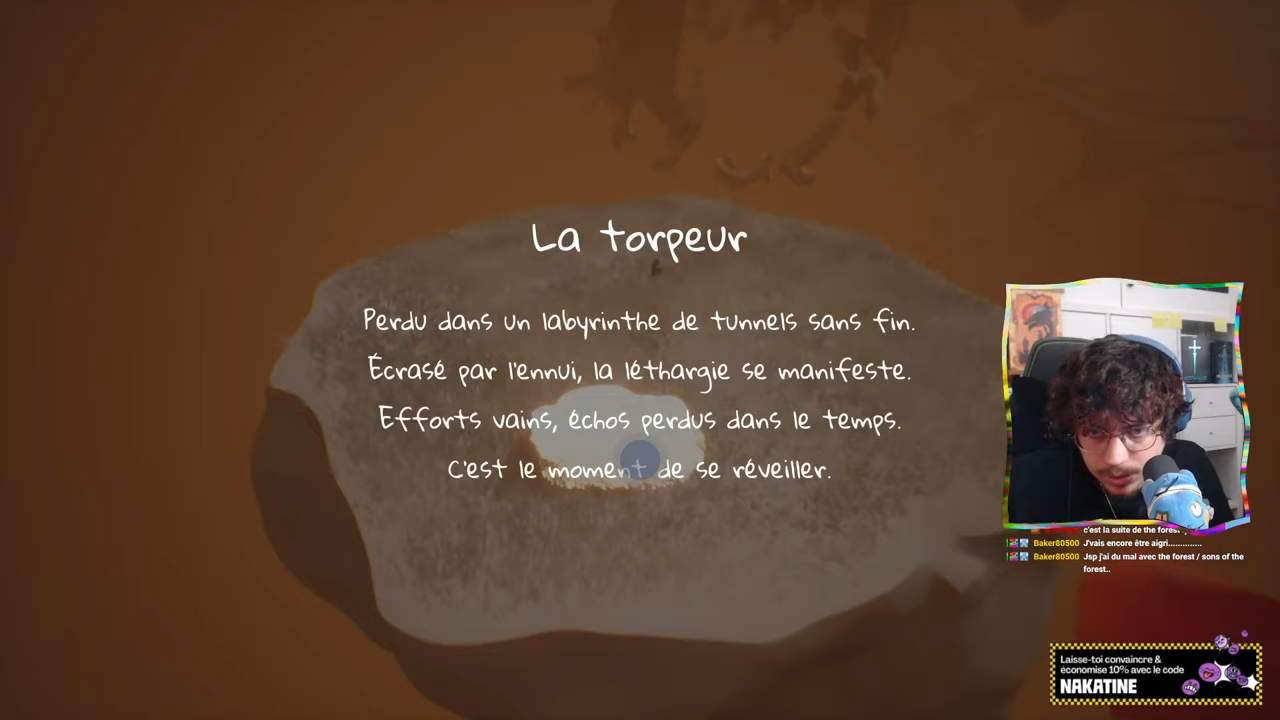 La torpeur
Perdu dans un labyrinthe de tunnels sans fin.
Écrasé par l'ennui, la léthargie se manifeste.
Efforts vains, échos perdus dans le temps.
C'est le moment de se réveiller.
c'est la suite de the forest
Baker80500 J'vais encore être aigri..............
Baker80500 Jsp j'ai du mal avec the forest / sons of the
forest..
Laisse-toi convaincre &
économise 10% avec le code
NAKATINE